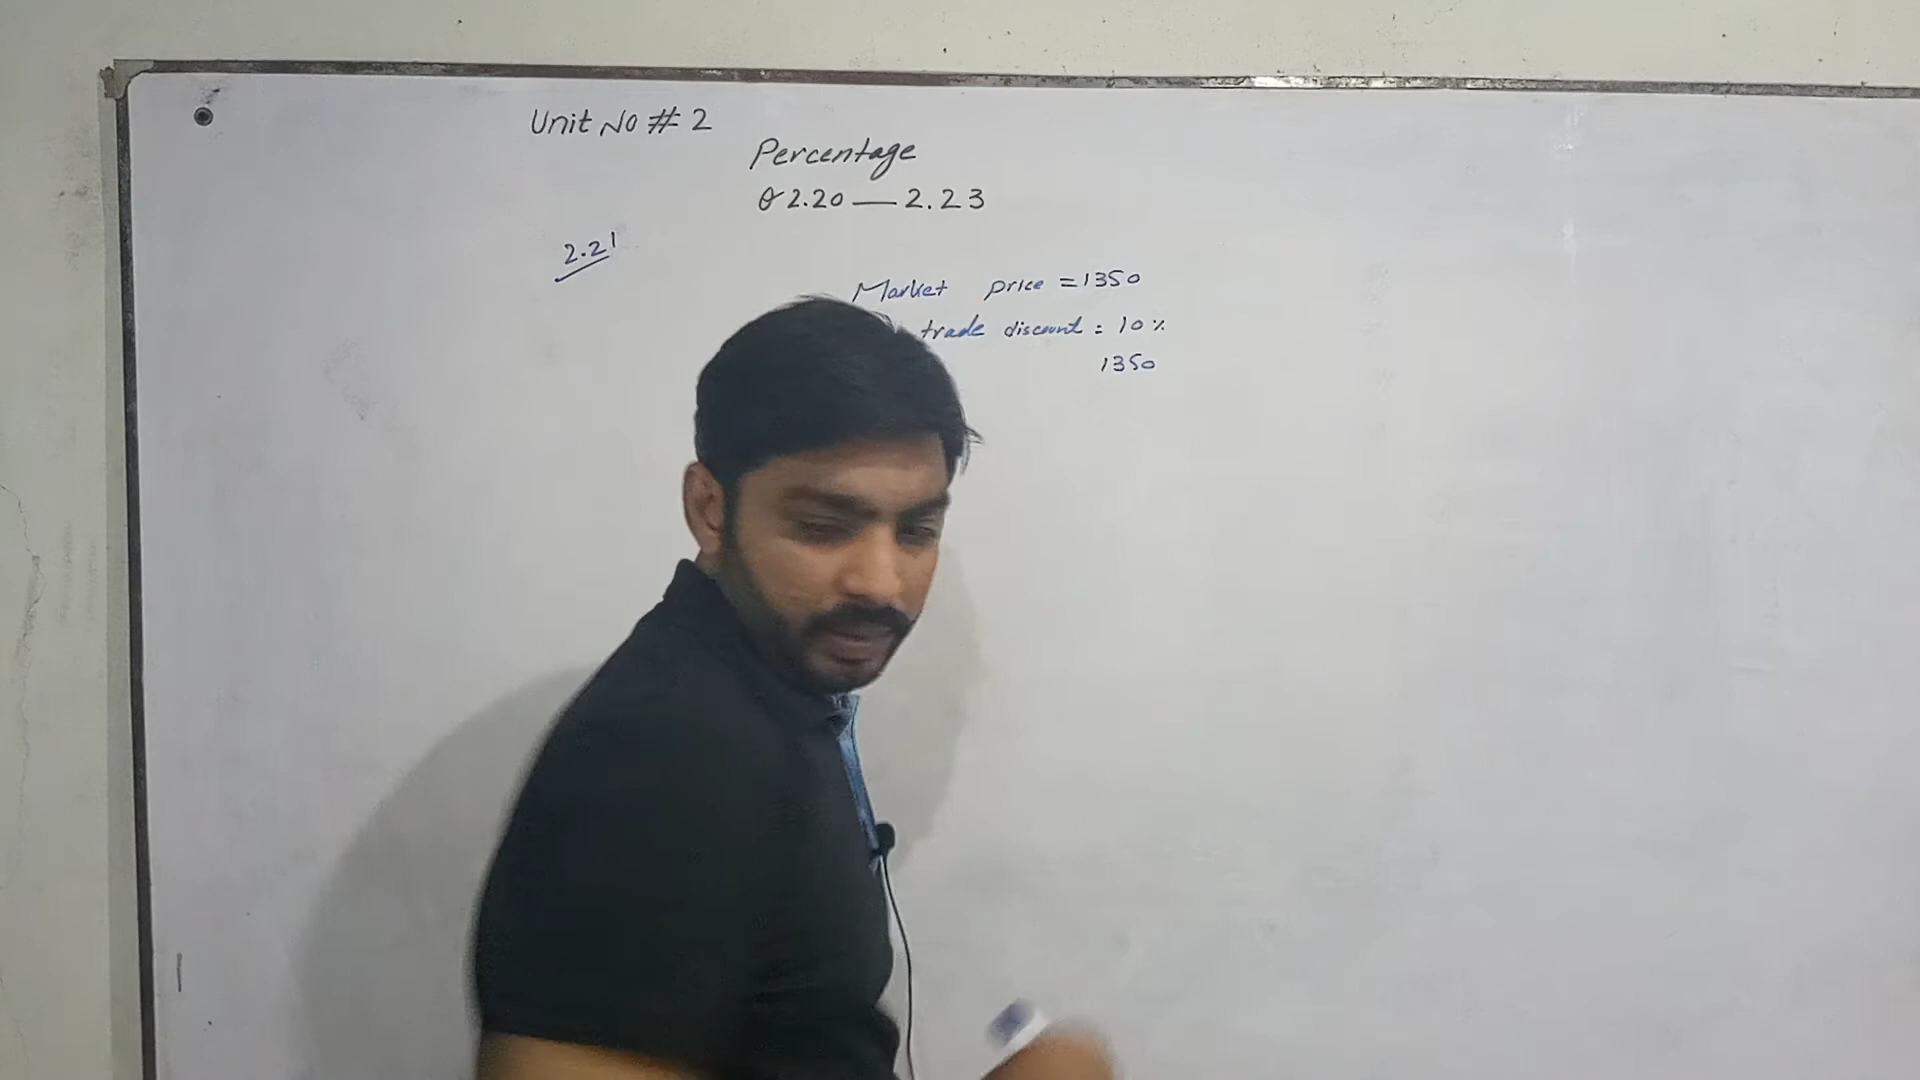 Unit No # 2
Percentage
Q 2.20 — 2.23
2.21
Market price = 1350
trade discount = 10%
1350